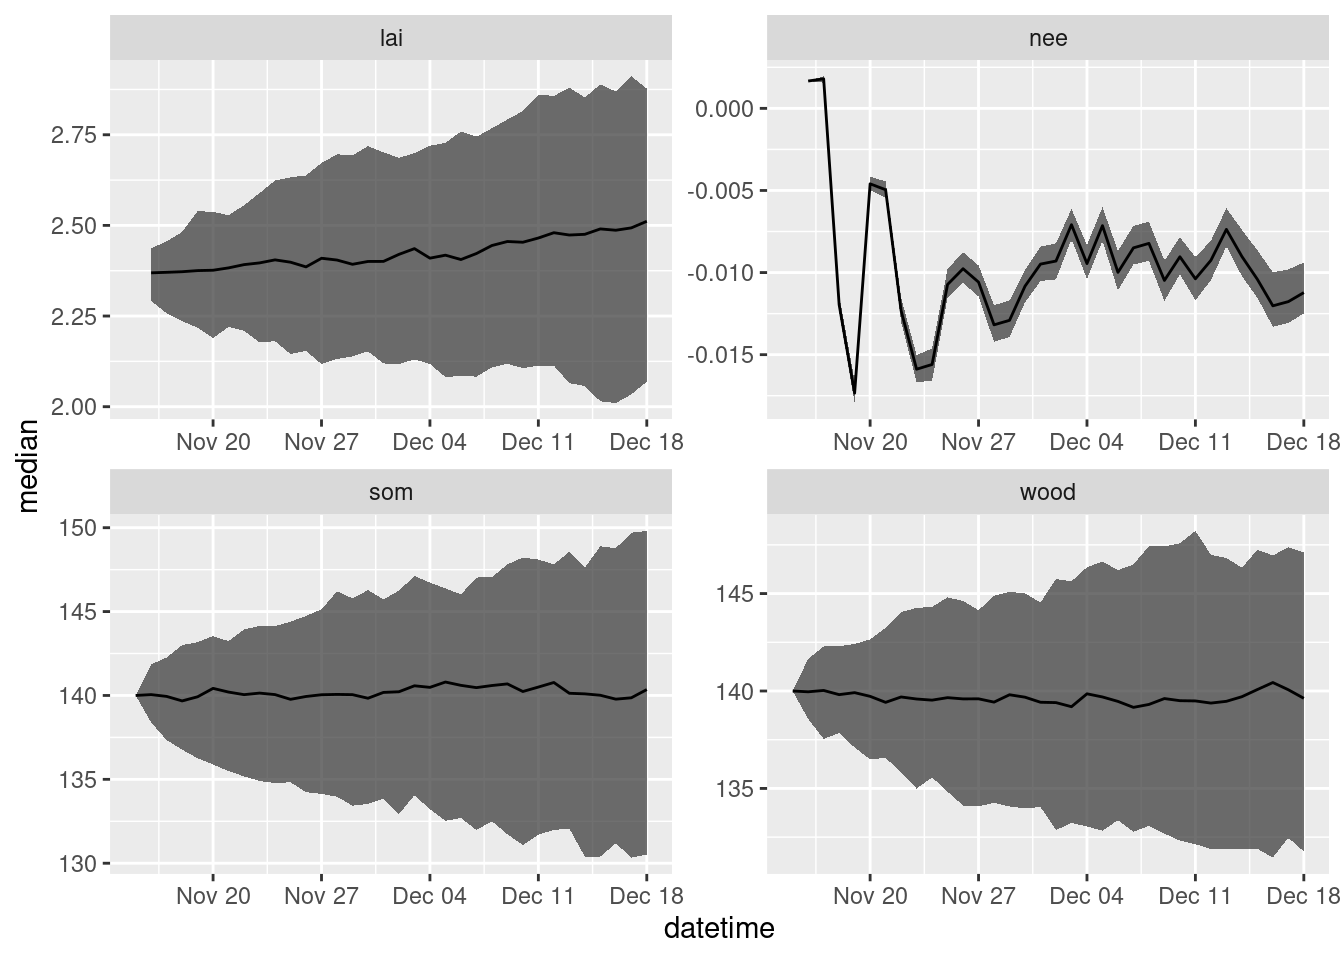 lai
2.75
2.50
2.25
2.00
Nov 20 Nov 27 Dec 04 Dec 11 Dec 18
nee
0.000
-0.005
-0.010
-0.015
Nov 20 Nov 27 Dec 04 Dec 11 Dec 18
median
som
150
145
140
135
130
Nov 20 Nov 27 Dec 04 Dec 11 Dec 18
wood
145
140
135
Nov 20 Nov 27 Dec 04 Dec 11 Dec 18
datetime